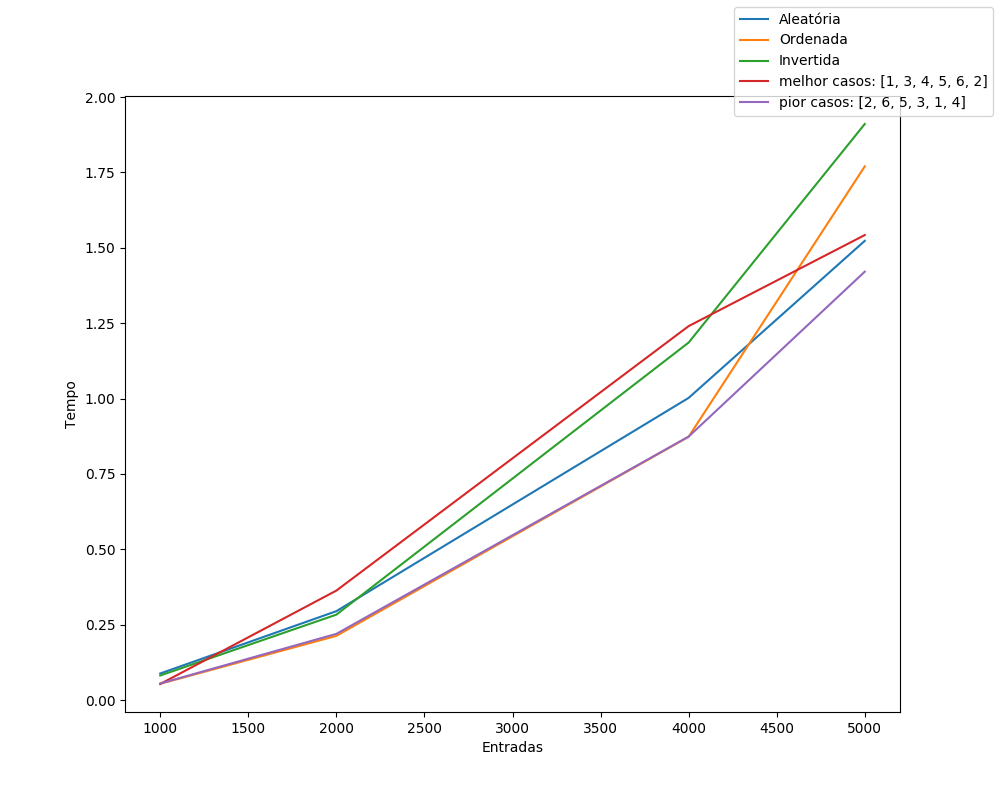 Aleatória
Ordenada
Invertida
melhor casos: [1, 3, 4, 5, 6, 2]
pior casos: [2, 6, 5, 3, 1, 4]
2.00
1.75
1.50
1.25
1.00
0.75
0.50
0.25
0.00
Tempo
1000 1500 2000 2500 3000 3500 4000 4500 5000
Entradas